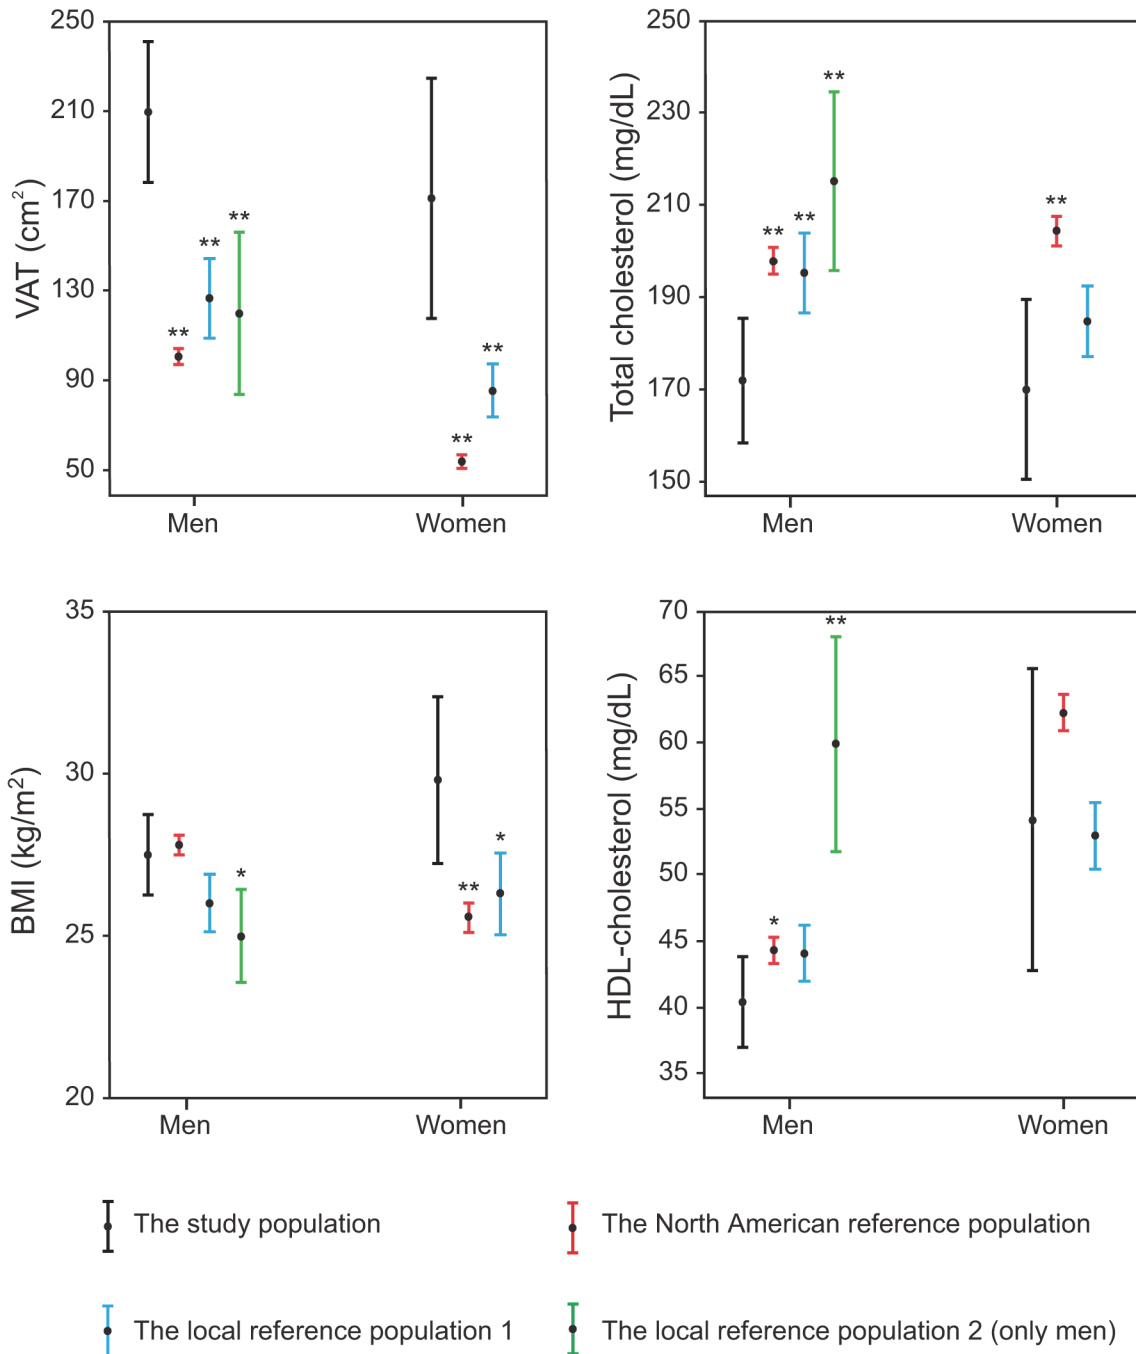 VAT (cm²)
250
210
170
130
90
50
** ** **
** **
Men Women
Total cholesterol (mg/dL)
250
230
210
190
170
150
** ** **
**
Men Women
BMI (kg/m²)
35
30
25
20
*
** *
Men Women
HDL-cholesterol (mg/dL)
70
65
60
55
50
45
40
35
* **
Men Women
The study population
The North American reference population
The local reference population 1
The local reference population 2 (only men)